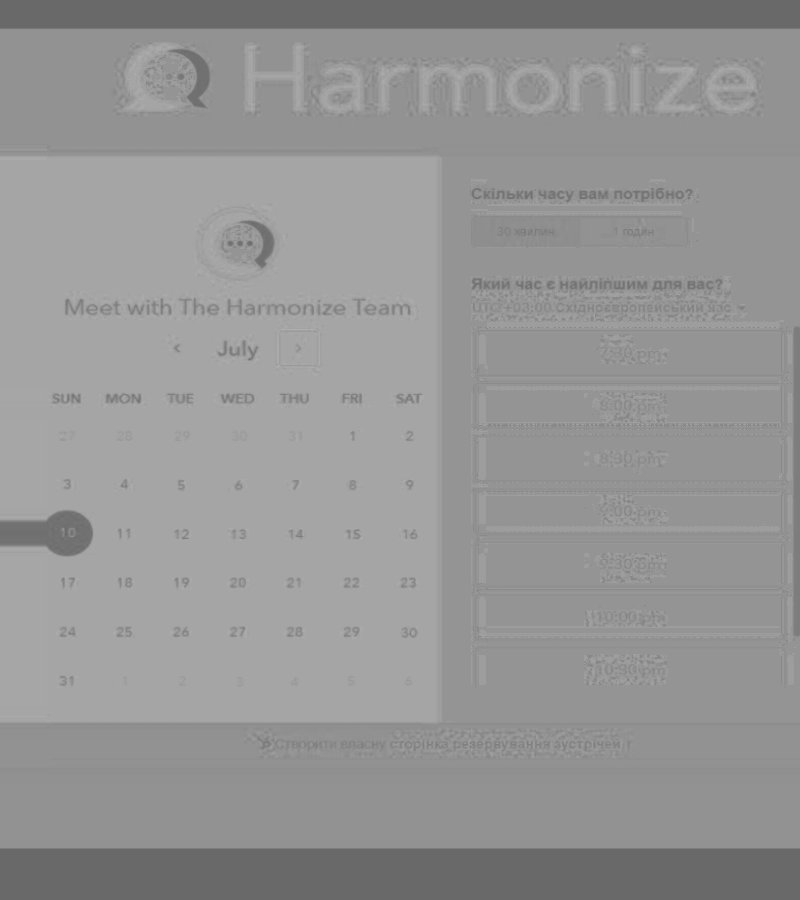 Harmonize
Meet with The Harmonize Team
July
SUN MON TUE WED THU FRI SAT
27 28 29 30 31 1 2
3 4 5 6 7 8 9
10 11 12 13 14 15 16
17 18 19 20 21 22 23
24 25 26 27 28 29 30
31 1 2 3 4 5 6
Скільки часу вам потрібно?
30 хвилин 1 годин
Який час є найліпшим для вас?
UTC+03:00 Східноєвропейський час
7:30 pm
8:00 pm
8:30 pm
9:00 pm
9:30 pm
10:00 pm
10:30 pm
Створити власну сторінка резервування зустрічей